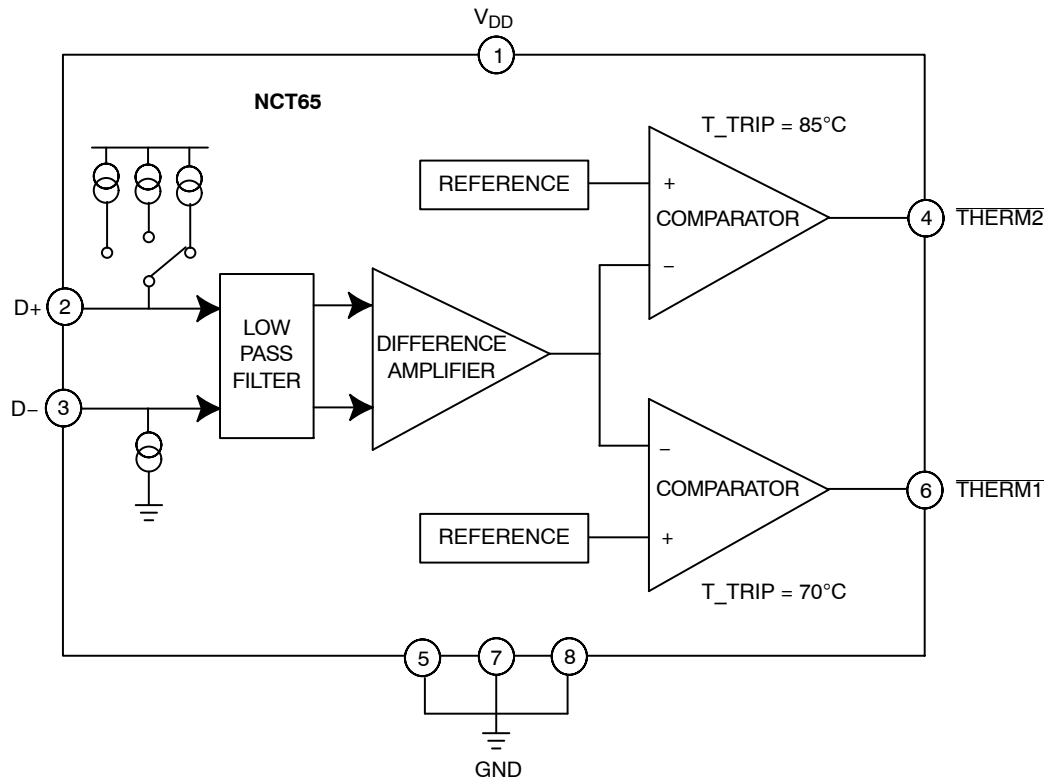 V_DD
1
NCT65
T_TRIP = 85°C
REFERENCE
+
COMPARATOR
−
4
THERM2
D+
2
LOW
PASS
FILTER
DIFFERENCE
AMPLIFIER
D−
3
−
COMPARATOR
+
6
THERM1
REFERENCE
T_TRIP = 70°C
5
7
8
GND